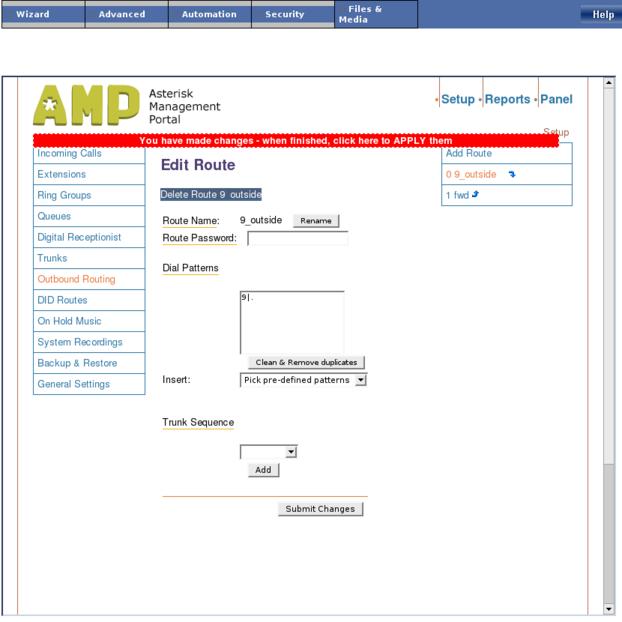 Wizard
Advanced
Automation
Security
Files &
Media
Help
AMP
Asterisk
Management
Portal
• Setup • Reports • Panel
Setup
You have made changes - when finished, click here to APPLY them
Incoming Calls
Extensions
Ring Groups
Queues
Digital Receptionist
Trunks
Outbound Routing
DID Routes
On Hold Music
System Recordings
Backup & Restore
General Settings
Edit Route
Delete Route 9_outside
Route Name: 9_outside Rename
Route Password:
Dial Patterns
9|.
Clean & Remove duplicates
Insert: Pick pre-defined patterns
Trunk Sequence
Add
Submit Changes
Add Route
0 9_outside
1 fwd